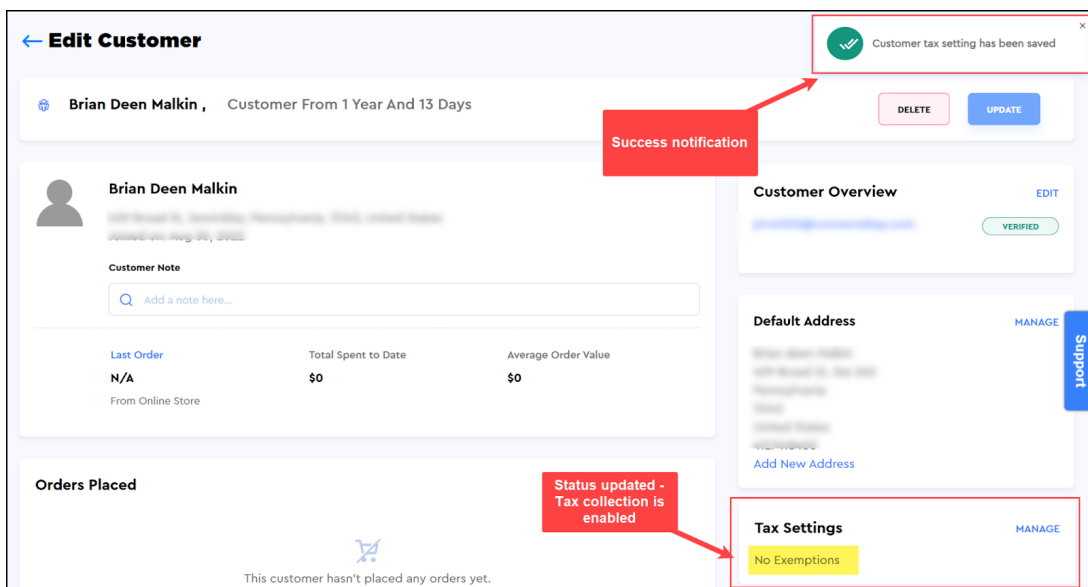 ← Edit Customer
Customer tax setting has been saved
×
Brian Deen Malkin , Customer From 1 Year And 13 Days
DELETE
UPDATE
Success notification
Brian Deen Malkin
Customer Note
Add a note here...
Last Order
Total Spent to Date
Average Order Value
N/A
$0
$0
From Online Store
Customer Overview
EDIT
VERIFIED
Default Address
MANAGE
Add New Address
Support
Orders Placed
This customer hasn't placed any orders yet.
Status updated -
Tax collection is
enabled
Tax Settings
MANAGE
No Exemptions